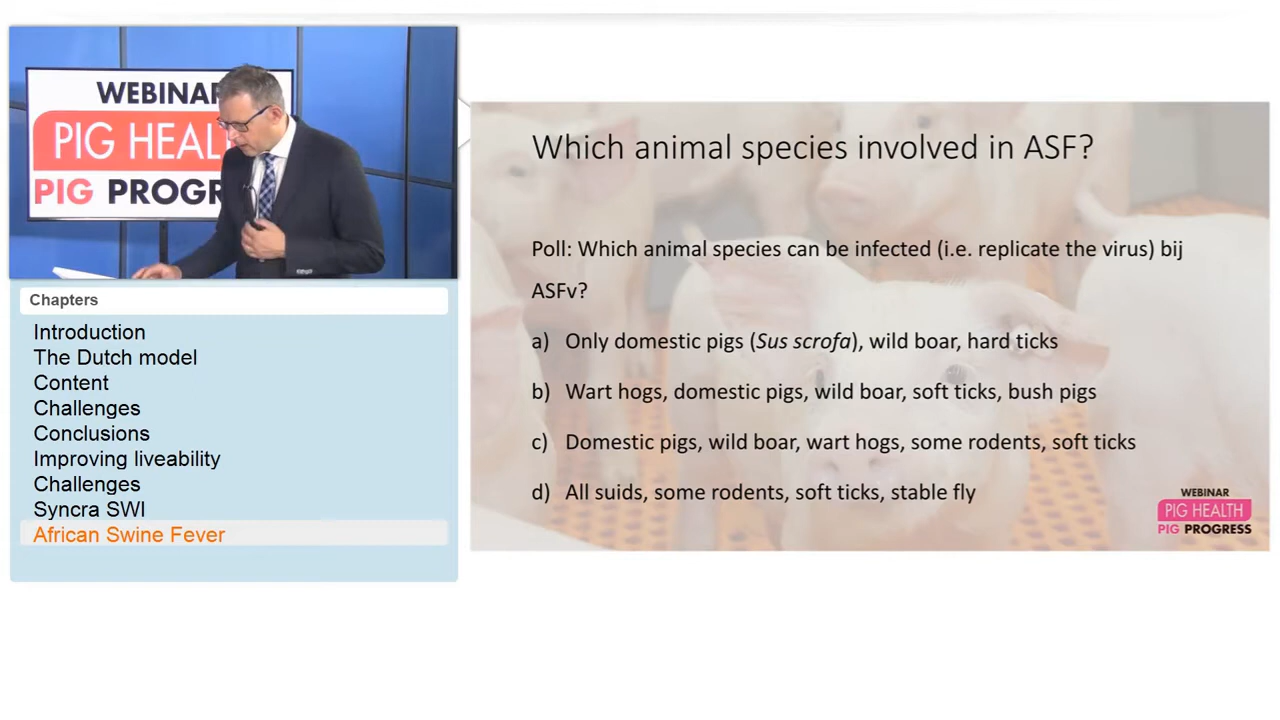 WEBINAR
PIG HEAL
PIG PROGR
Chapters
Introduction
The Dutch model
Content
Challenges
Conclusions
Improving liveability
Challenges
Syncra SWI
African Swine Fever
Which animal species involved in ASF?
Poll: Which animal species can be infected (i.e. replicate the virus) bij
ASFv?
a) Only domestic pigs (Sus scrofa), wild boar, hard ticks
b) Wart hogs, domestic pigs, wild boar, soft ticks, bush pigs
c) Domestic pigs, wild boar, wart hogs, some rodents, soft ticks
d) All suids, some rodents, soft ticks, stable fly
WEBINAR
PIG HEALTH
PIG PROGRESS